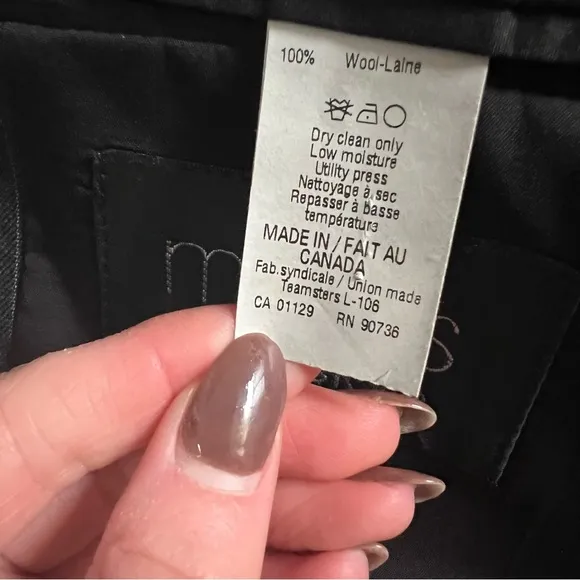 100% Wool-Laine
Dry clean only
Low moisture
Utility press
Nettoyage à sec
Repasser à basse
température
MADE IN / FAIT AU
CANADA
Fab.syndicale / Union made
Teamsters L-106
CA 01129 RN 90736